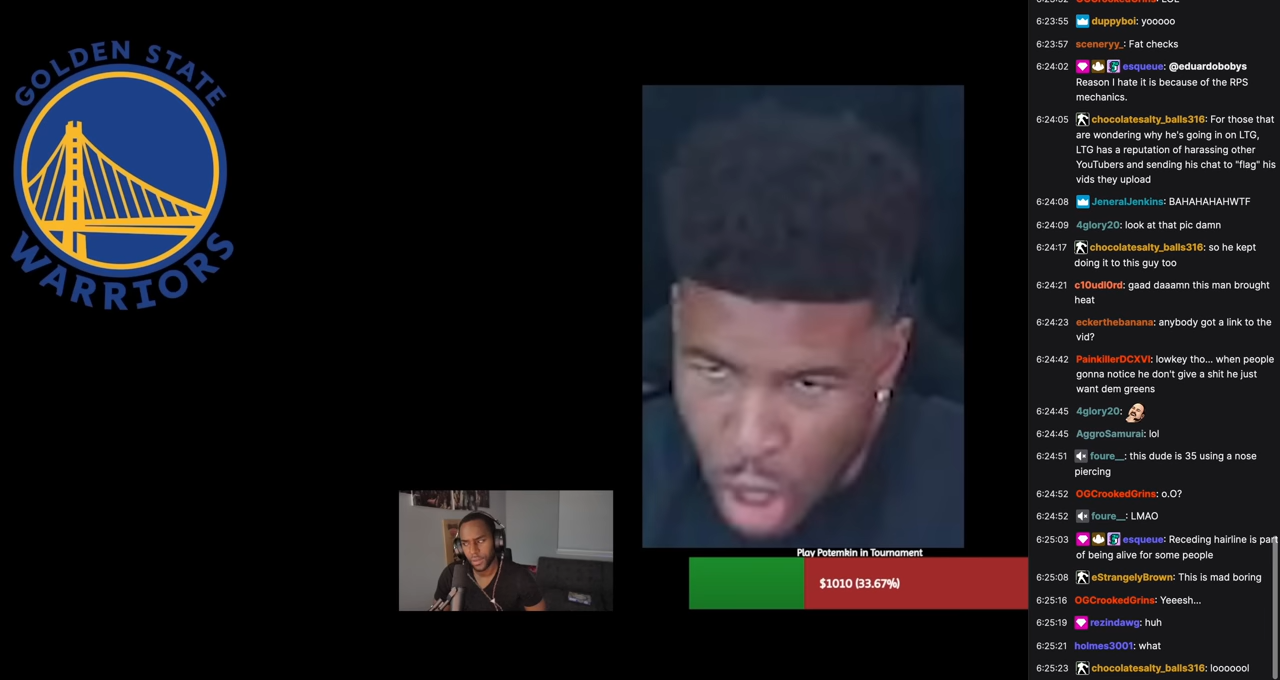 GOLDEN STATE
WARRIORS
Play Potemkin in Tournament
$1010 (33.67%)
6:23:55 duppyboi: yooooo
6:23:57 sceneryy_: Fat checks
6:24:02 esqueue: @eduardobobys
Reason I hate it is because of the RPS
mechanics.
6:24:05 chocolatesalty_balls316: For those that
are wondering why he's going in on LTG,
LTG has a reputation of harassing other
YouTubers and sending his chat to "flag" his
vids they upload
6:24:08 JeneralJenkins: BAHAHAHAHWTF
6:24:09 4glory20: look at that pic damn
6:24:17 chocolatesalty_balls316: so he kept
doing it to this guy too
6:24:21 c10udl0rd: gaad daaamn this man brought
heat
6:24:23 eckerthebanana: anybody got a link to the
vid?
6:24:42 PainkillerDCXVI: lowkey tho... when people
gonna notice he don't give a shit he just
want dem greens
6:24:45 4glory20:
6:24:45 AggroSamurai: lol
6:24:51 foure__: this dude is 35 using a nose
piercing
6:24:52 OGCrookedGrins: o.O?
6:24:52 foure__: LMAO
6:25:03 esqueue: Receding hairline is part
of being alive for some people
6:25:08 eStrangelyBrown: This is mad boring
6:25:16 OGCrookedGrins: Yeeesh...
6:25:19 rezindawg: huh
6:25:21 holmes3001: what
6:25:23 chocolatesalty_balls316: looooool